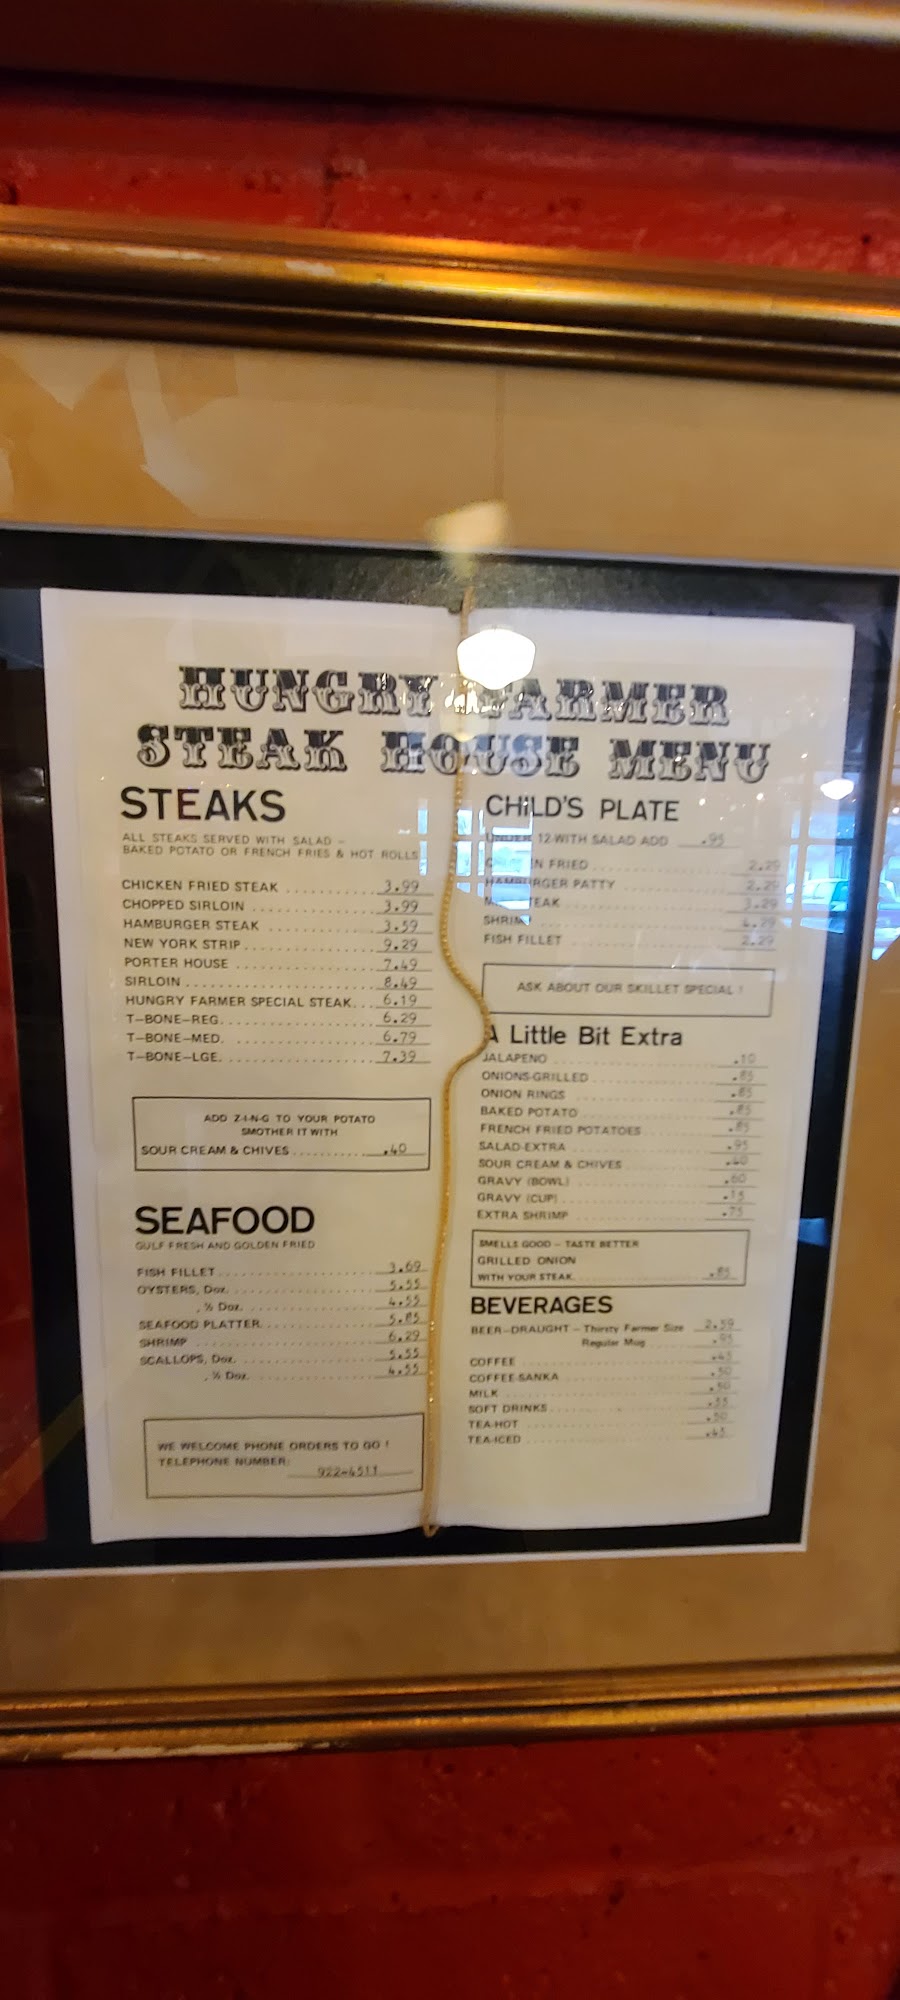 HUNGRY FARMER
STEAK HOUSE MENU
STEAKS
ALL STEAKS SERVED WITH SALAD –
BAKED POTATO OR FRENCH FRIES & HOT ROLLS
CHICKEN FRIED STEAK 3.99
CHOPPED SIRLOIN 3.99
HAMBURGER STEAK 3.59
NEW YORK STRIP 9.29
PORTER HOUSE 7.49
SIRLOIN 8.49
HUNGRY FARMER SPECIAL STEAK 6.19
T–BONE–REG. 6.29
T–BONE–MED. 6.79
T–BONE–LGE. 7.39
ADD Z-I-N-G TO YOUR POTATO
SMOTHER IT WITH
SOUR CREAM & CHIVES .40
SEAFOOD
GULF FRESH AND GOLDEN FRIED
FISH FILLET 3.69
OYSTERS, Doz. 5.55
, ½ Doz. 4.55
SEAFOOD PLATTER 5.85
SHRIMP 6.29
SCALLOPS, Doz. 5.55
, ½ Doz. 4.55
WE WELCOME PHONE ORDERS TO GO !
TELEPHONE NUMBER:
922-4511
CHILD'S PLATE
UNDER 12-WITH SALAD ADD .95
FRIED 2.29
HAMBURGER PATTY 2.29
3.29
SHRIMP 4.29
FISH FILLET 2.29
ASK ABOUT OUR SKILLET SPECIAL !
A Little Bit Extra
JALAPENO .10
ONIONS-GRILLED .85
ONION RINGS .85
BAKED POTATO .85
FRENCH FRIED POTATOES .85
SALAD-EXTRA .95
SOUR CREAM & CHIVES .40
GRAVY (BOWL) .60
GRAVY (CUP) .15
EXTRA SHRIMP .75
SMELLS GOOD – TASTE BETTER
GRILLED ONION
WITH YOUR STEAK .85
BEVERAGES
BEER–DRAUGHT – Thirsty Farmer Size 2.59
Regular Mug .95
COFFEE .45
COFFEE-SANKA .50
MILK .50
SOFT DRINKS .55
TEA-HOT .50
TEA-ICED .45